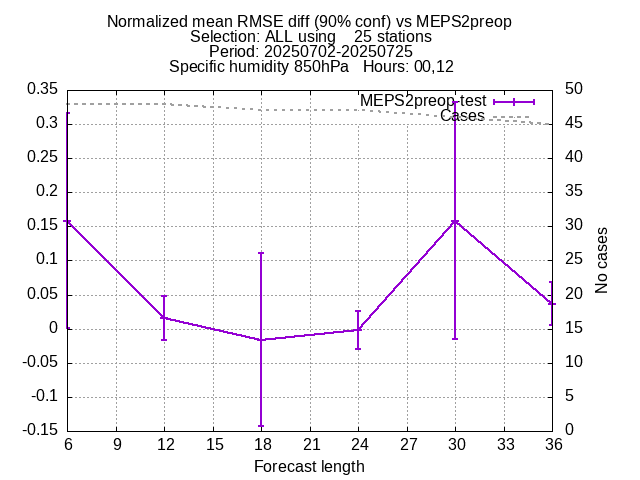 Normalized mean RMSE diff (90% conf) vs MEPS2preop
Selection: ALL using    25 stations
Period: 20250702-20250725
Specific humidity 850hPa   Hours: 00,12
MEPS2preop-test
Cases
0.35
0.3
0.25
0.2
0.15
0.1
0.05
0
-0.05
-0.1
-0.15
50
45
40
35
30
25
20
15
10
5
0
No cases
6 9 12 15 18 21 24 27 30 33 36
Forecast length